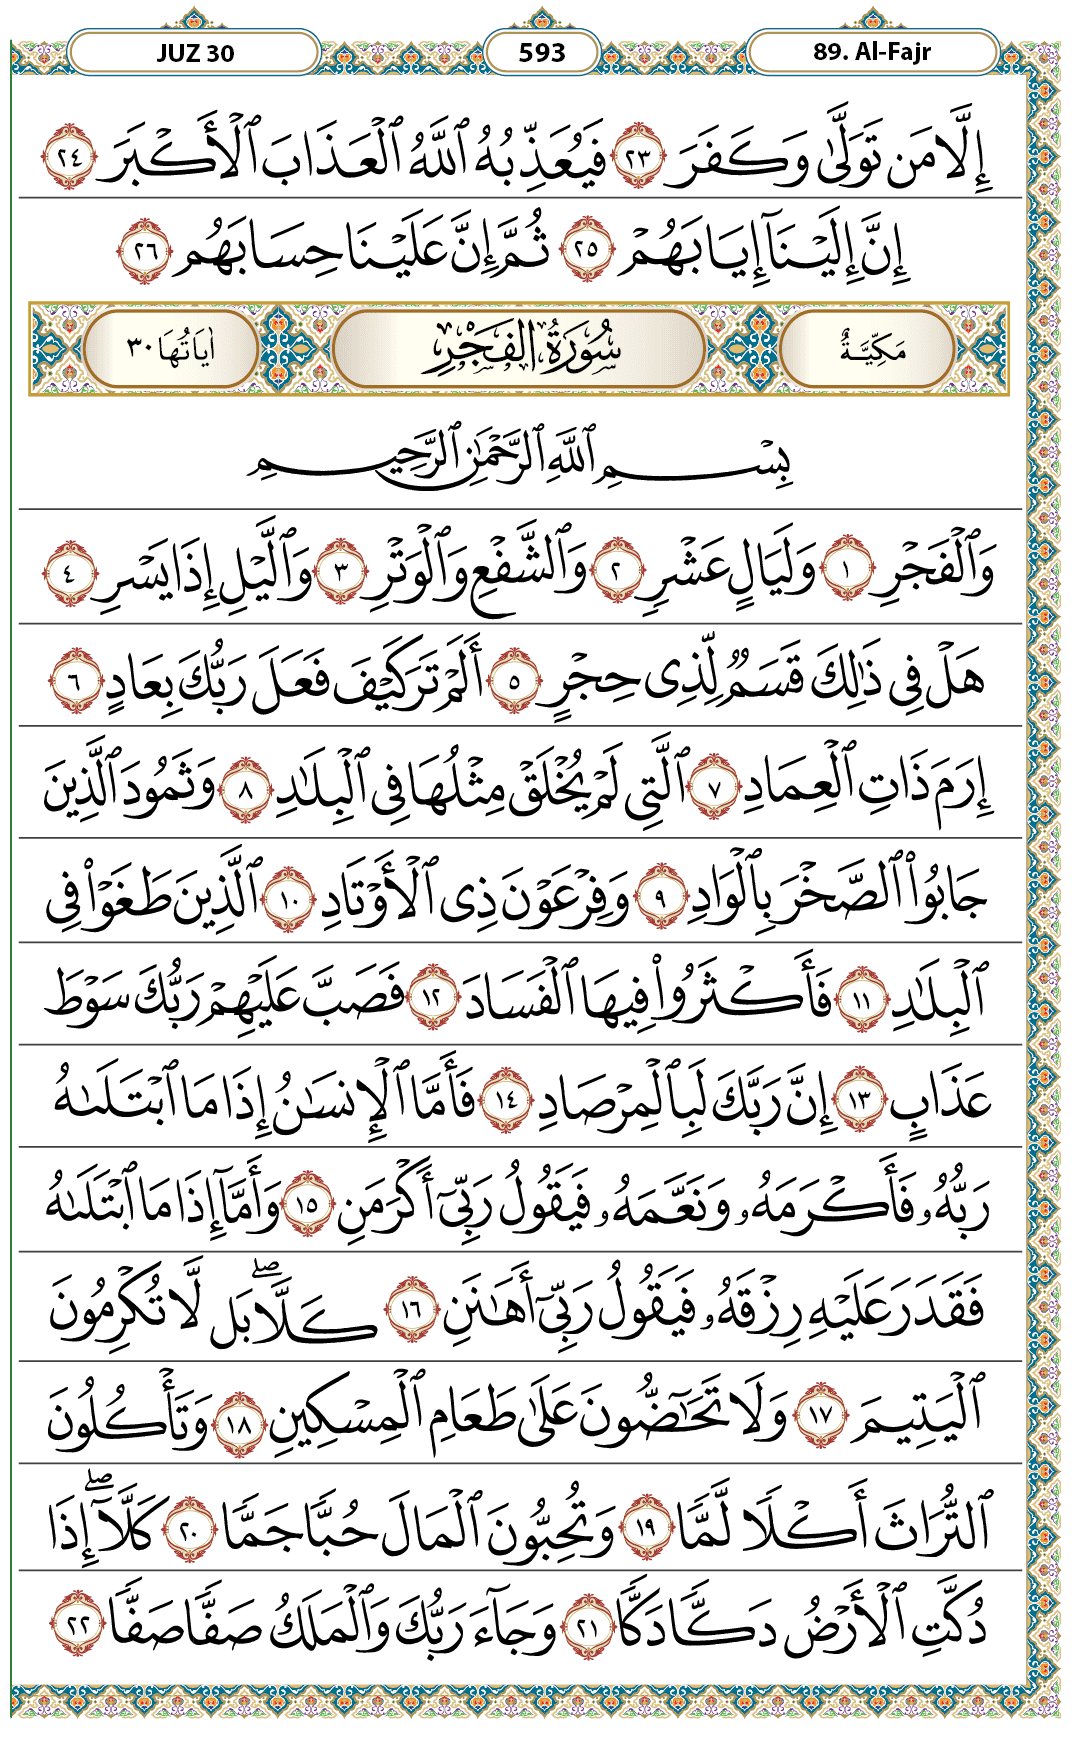 JUZ 30 593 89. Al-Fajr
إِلَّا مَن تَوَلَّىٰ وَكَفَرَ ٢٣ فَيُعَذِّبُهُ ٱللَّهُ ٱلْعَذَابَ ٱلْأَكْبَرَ ٢٤
إِنَّ إِلَيْنَآ إِيَابَهُمْ ٢٥ ثُمَّ إِنَّ عَلَيْنَا حِسَابَهُم ٢٦
مَكِّيَّةٌ سُورَةُ الفَجْرِ اٰيَاتُهَا ٣٠
بِسْمِ ٱللَّهِ ٱلرَّحْمَٰنِ ٱلرَّحِيمِ
وَٱلْفَجْرِ ١ وَلَيَالٍ عَشْرٍ ٢ وَٱلشَّفْعِ وَٱلْوَتْرِ ٣ وَٱلَّيْلِ إِذَا يَسْرِ ٤
هَلْ فِى ذَٰلِكَ قَسَمٌ لِّذِى حِجْرٍ ٥ أَلَمْ تَرَ كَيْفَ فَعَلَ رَبُّكَ بِعَادٍ ٦
إِرَمَ ذَاتِ ٱلْعِمَادِ ٧ ٱلَّتِى لَمْ يُخْلَقْ مِثْلُهَا فِى ٱلْبِلَٰدِ ٨ وَثَمُودَ ٱلَّذِينَ
جَابُوا۟ ٱلصَّخْرَ بِٱلْوَادِ ٩ وَفِرْعَوْنَ ذِى ٱلْأَوْتَادِ ١٠ ٱلَّذِينَ طَغَوْا۟ فِى
ٱلْبِلَٰدِ ١١ فَأَكْثَرُوا۟ فِيهَا ٱلْفَسَادَ ١٢ فَصَبَّ عَلَيْهِمْ رَبُّكَ سَوْطَ
عَذَابٍ ١٣ إِنَّ رَبَّكَ لَبِٱلْمِرْصَادِ ١٤ فَأَمَّا ٱلْإِنسَٰنُ إِذَا مَا ٱبْتَلَىٰهُ
رَبُّهُۥ فَأَكْرَمَهُۥ وَنَعَّمَهُۥ فَيَقُولُ رَبِّىٓ أَكْرَمَنِ ١٥ وَأَمَّآ إِذَا مَا ٱبْتَلَىٰهُ
فَقَدَرَ عَلَيْهِ رِزْقَهُۥ فَيَقُولُ رَبِّىٓ أَهَٰنَنِ ١٦ كَلَّاۖ بَل لَّا تُكْرِمُونَ
ٱلْيَتِيمَ ١٧ وَلَا تَحَٰٓضُّونَ عَلَىٰ طَعَامِ ٱلْمِسْكِينِ ١٨ وَتَأْكُلُونَ
ٱلتُّرَاثَ أَكْلًا لَّمًّا ١٩ وَتُحِبُّونَ ٱلْمَالَ حُبًّا جَمًّا ٢٠ كَلَّآۖ إِذَا
دُكَّتِ ٱلْأَرْضُ دَكًّا دَكًّا ٢١ وَجَآءَ رَبُّكَ وَٱلْمَلَكُ صَفًّا صَفًّا ٢٢